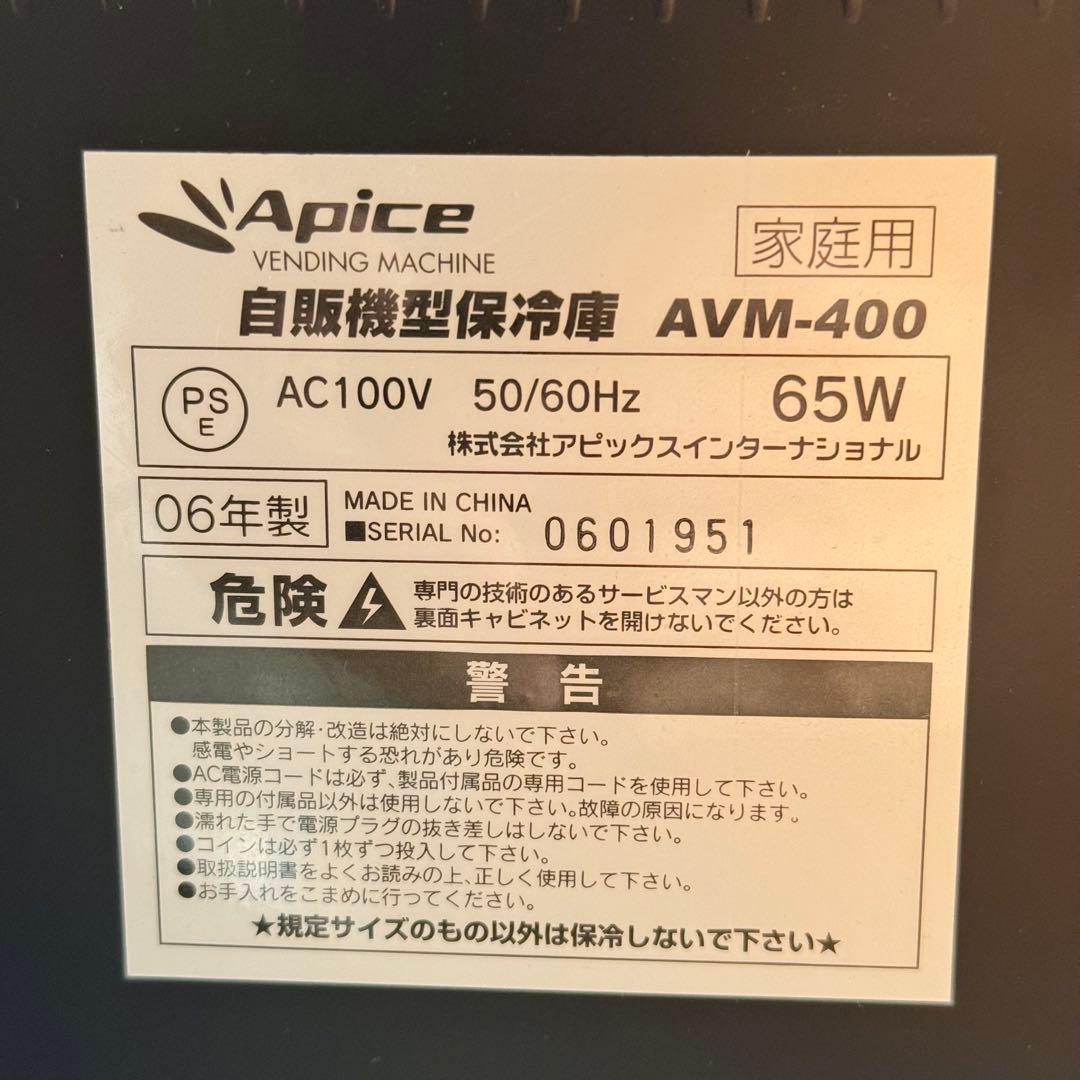 Apice
VENDING MACHINE
家庭用
自販機型保冷庫 AVM-400
PS
E
AC100V 50/60Hz 65W
株式会社アピックスインターナショナル
06年製
MADE IN CHINA
■SERIAL No: 0601951
危険 専門の技術のあるサービスマン以外の方は
裏面キャビネットを開けないでください。
警告
●本製品の分解・改造は絶対にしないで下さい。
感電やショートする恐れがあり危険です。
●AC電源コードは必ず、製品付属品の専用コードを使用して下さい。
●専用の付属品以外は使用しないで下さい。故障の原因になります。
●濡れた手で電源プラグの抜き差しはしないで下さい。
●コインは必ず1枚ずつ投入して下さい。
●取扱説明書をよくお読みの上、正しく使用して下さい。
●お手入れをこまめに行ってください。
★規定サイズのもの以外は保冷しないで下さい★